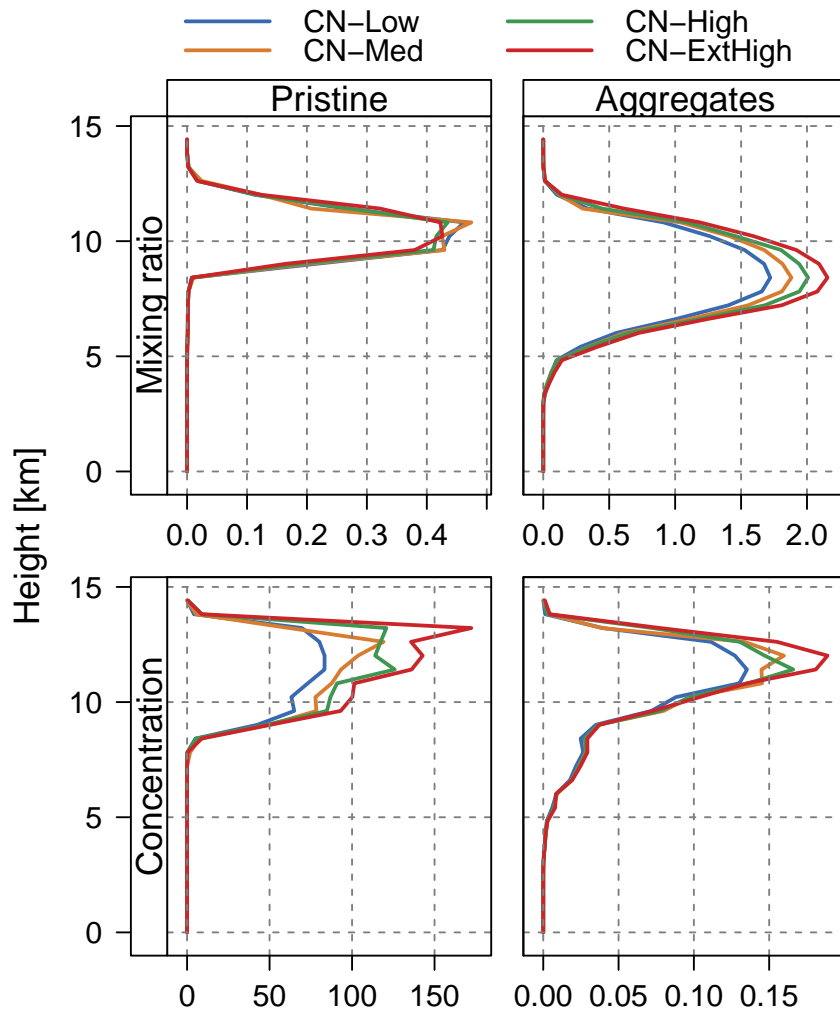 CN−Low CN−High
CN−Med CN−ExtHigh
Pristine Aggregates
Height [km]
Mixing ratio
15
10
5
0
0.0 0.1 0.2 0.3 0.4 0.0 0.5 1.0 1.5 2.0
Concentration
15
10
5
0
0 50 100 150 0.00 0.05 0.10 0.15